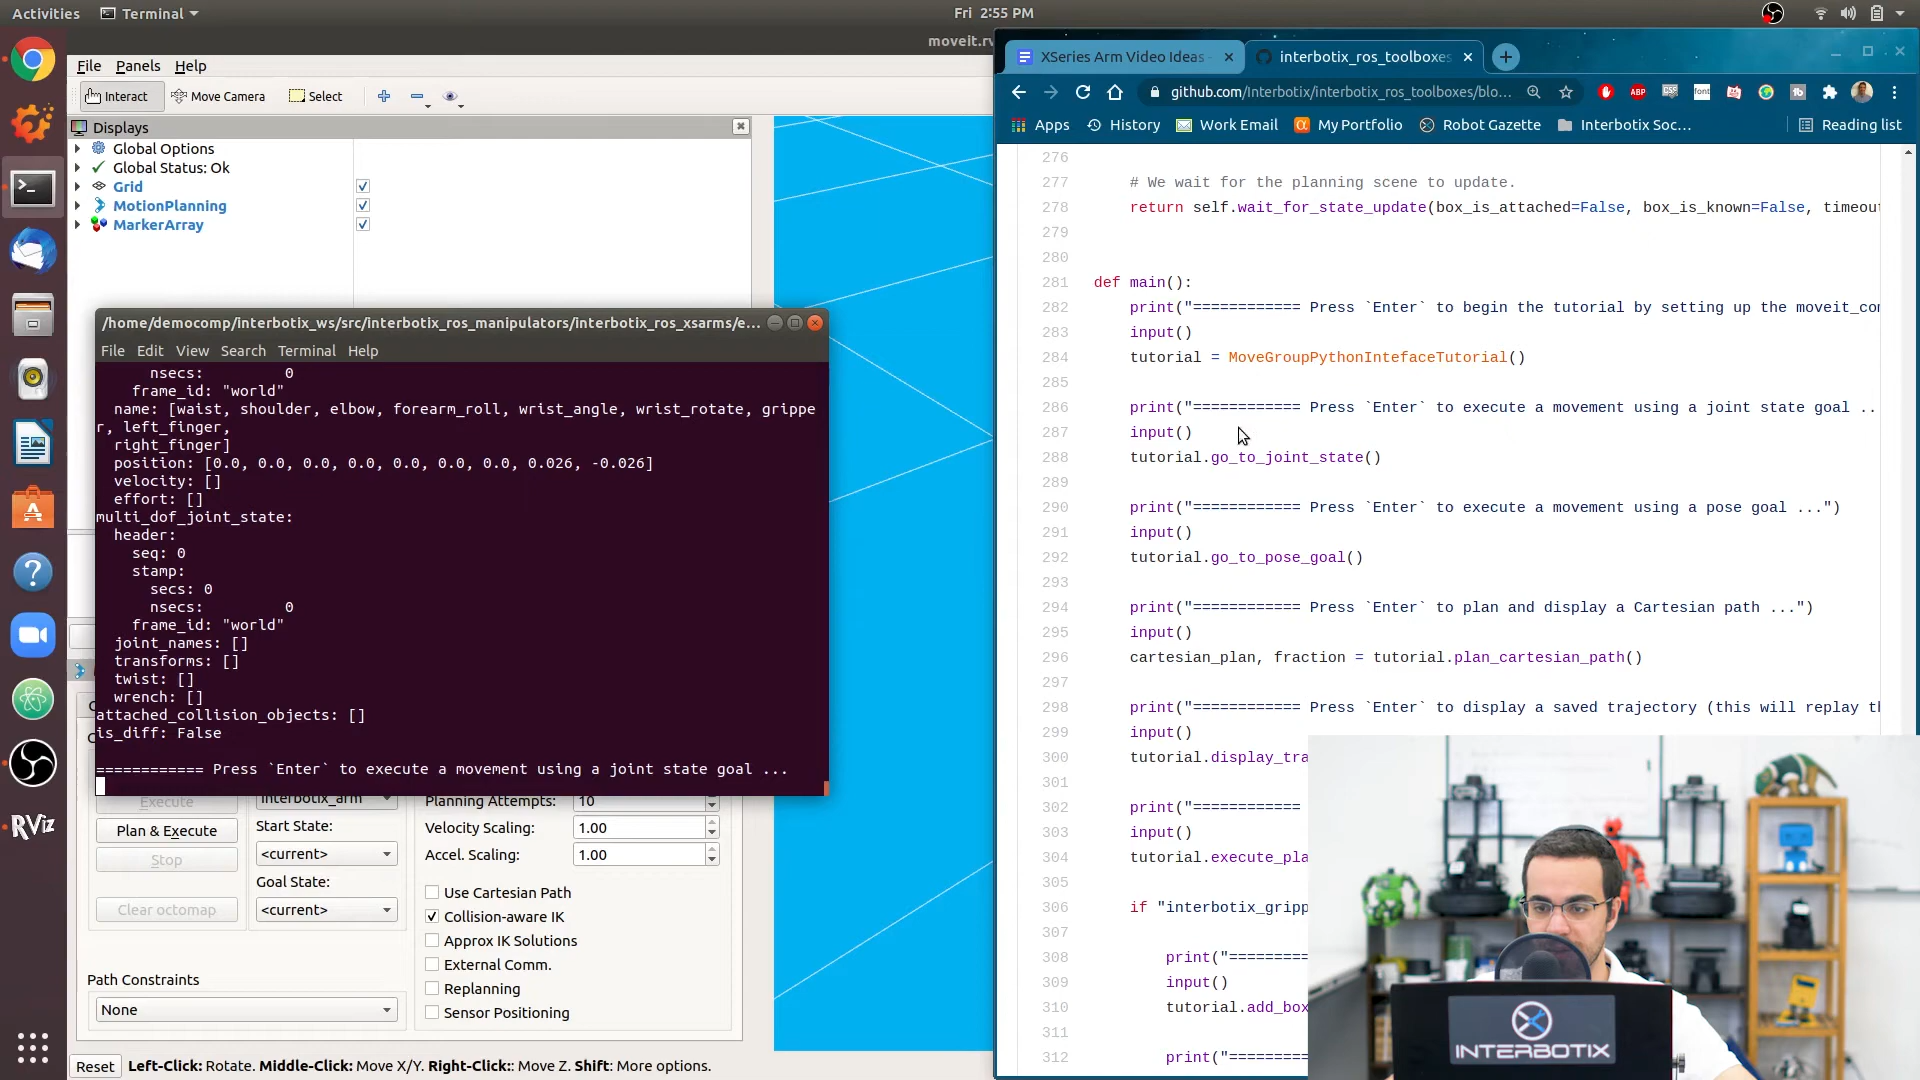 Activities
Terminal
Fri 2:55 PM
moveit.rv
File Panels Help
Interact
Move Camera
Select
Displays
Global Options
Global Status: Ok
Grid
MotionPlanning
MarkerArray
/home/democomp/interbotix_ws/src/interbotix_ros_manipulators/interbotix_ros_xsarms/e...
File Edit View Search Terminal Help
nsecs: 0
frame_id: "world"
name: [waist, shoulder, elbow, forearm_roll, wrist_angle, wrist_rotate, grippe
r, left_finger,
right_finger]
position: [0.0, 0.0, 0.0, 0.0, 0.0, 0.0, 0.0, 0.026, -0.026]
velocity: []
effort: []
multi_dof_joint_state:
header:
seq: 0
stamp:
secs: 0
nsecs: 0
frame_id: "world"
joint_names: []
transforms: []
twist: []
wrench: []
attached_collision_objects: []
is_diff: False
============ Press `Enter` to execute a movement using a joint state goal ...
Execute
interbotix_arm
Planning Attempts: 10
Plan & Execute
Start State:
Velocity Scaling: 1.00
Stop
<current>
Accel. Scaling: 1.00
Goal State:
Clear octomap
<current>
Use Cartesian Path
Collision-aware IK
Approx IK Solutions
External Comm.
Replanning
Sensor Positioning
Path Constraints
None
Reset
Left-Click: Rotate. Middle-Click: Move X/Y. Right-Click:: Move Z. Shift: More options.
RViz
XSeries Arm Video Ideas -
interbotix_ros_toolboxes
github.com/Interbotix/interbotix_ros_toolboxes/blo...
ABP
font
Apps
History
Work Email
My Portfolio
Robot Gazette
Interbotix Soc...
Reading list
276
277 # We wait for the planning scene to update.
278 return self.wait_for_state_update(box_is_attached=False, box_is_known=False, timeout
279
280
281 def main():
282 print("============ Press `Enter` to begin the tutorial by setting up the moveit_com
283 input()
284 tutorial = MoveGroupPythonIntefaceTutorial()
285
286 print("============ Press `Enter` to execute a movement using a joint state goal ..
287 input()
288 tutorial.go_to_joint_state()
289
290 print("============ Press `Enter` to execute a movement using a pose goal ...")
291 input()
292 tutorial.go_to_pose_goal()
293
294 print("============ Press `Enter` to plan and display a Cartesian path ...")
295 input()
296 cartesian_plan, fraction = tutorial.plan_cartesian_path()
297
298 print("============ Press `Enter` to display a saved trajectory (this will replay th
299 input()
300 tutorial.display_tra
301
302 print("============
303 input()
304 tutorial.execute_pla
305
306 if "interbotix_gripp
307
308 print("========
309 input()
310 tutorial.add_box
311
312 print("========
INTERBOTIX